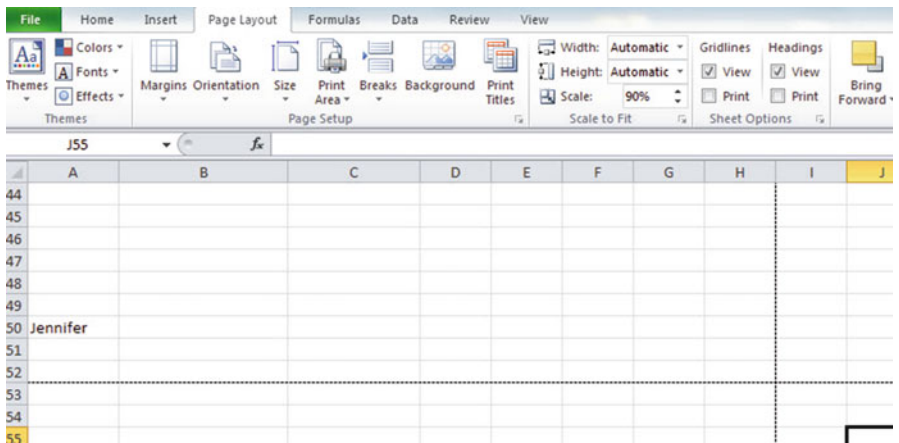 File Home Insert Page Layout Formulas Data Review View
Colors Width: Automatic Gridlines Headings
Fonts Height: Automatic View View
Themes Effects Margins Orientation Size Print Area Breaks Background Print Titles Scale: 90% Print Print Bring Forward
Themes Page Setup Scale to Fit Sheet Options
J55 fx
A B C D E F G H I J
44
45
46
47
48
49
50 Jennifer
51
52
53
54
55